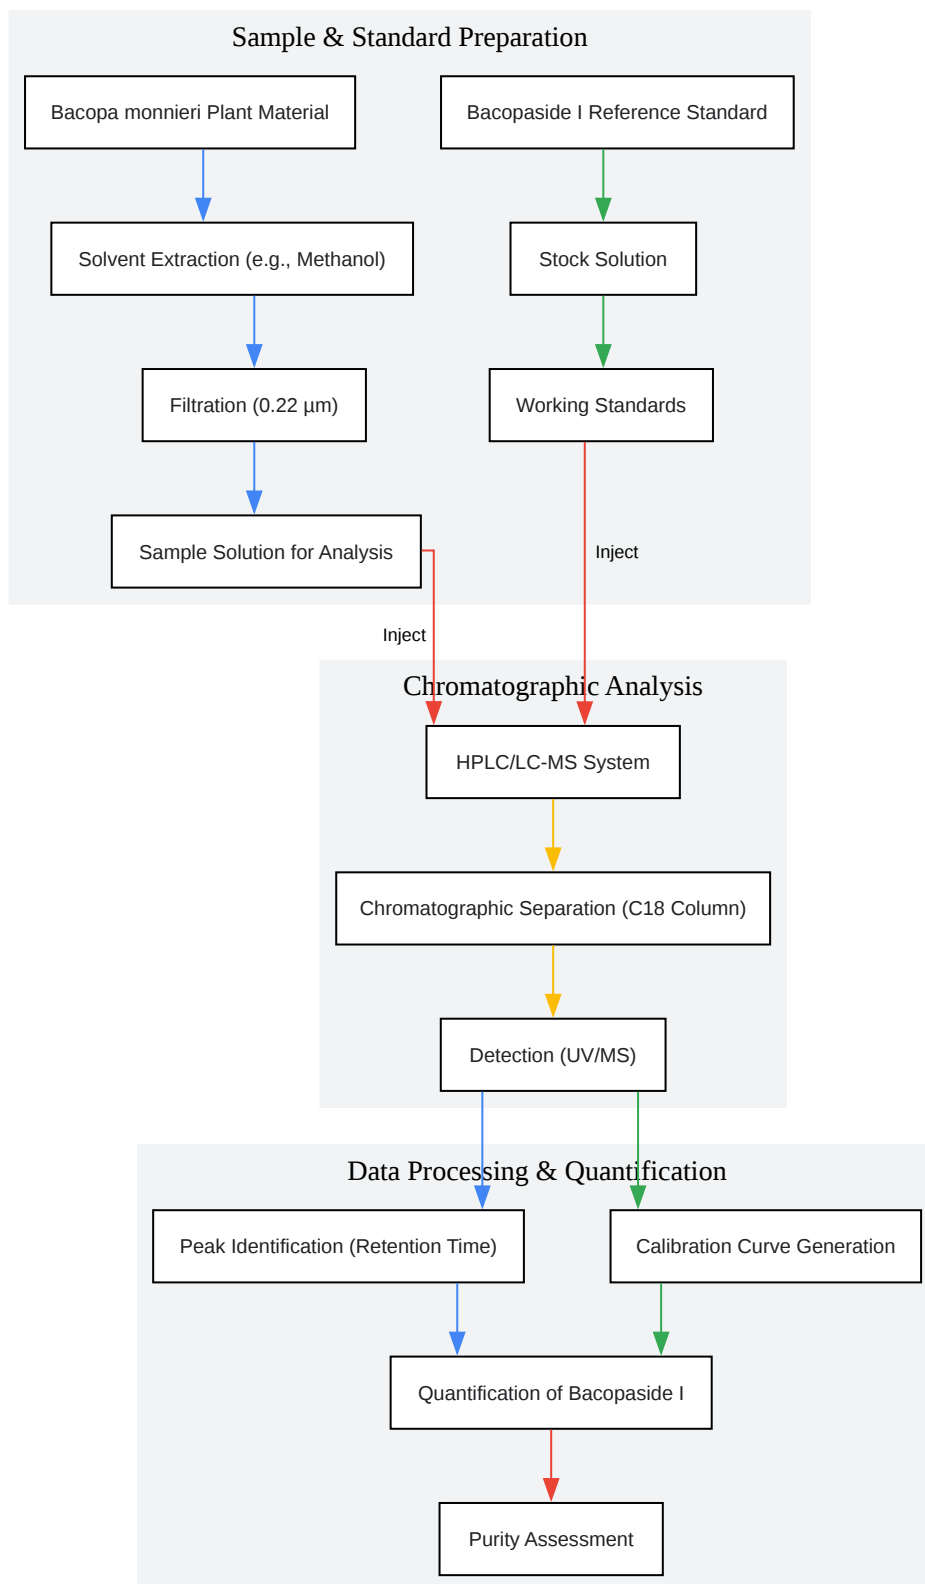 Sample & Standard Preparation
Bacopa monnieri Plant Material
Bacopaside I Reference Standard
Solvent Extraction (e.g., Methanol)
Stock Solution
Filtration (0.22 µm)
Working Standards
Sample Solution for Analysis
Inject
Inject
Chromatographic Analysis
HPLC/LC-MS System
Chromatographic Separation (C18 Column)
Detection (UV/MS)
Data Processing & Quantification
Peak Identification (Retention Time)
Calibration Curve Generation
Quantification of Bacopaside I
Purity Assessment